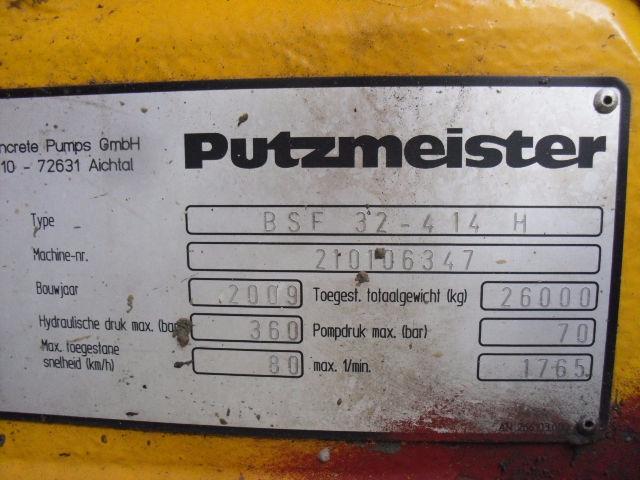 ncrete Pumps GmbH
10 - 72631 Aichtal
Putzmeister
Type BSF 32-414 H
Machine-nr. 210106347
Bouwjaar 2009 Toegest. totaalgewicht (kg) 26000
Hydraulische druk max. (bar) 360 Pompdruk max. (bar) 70
Max. toegestane
snelheid (km/h) 80 max. 1/min. 1765